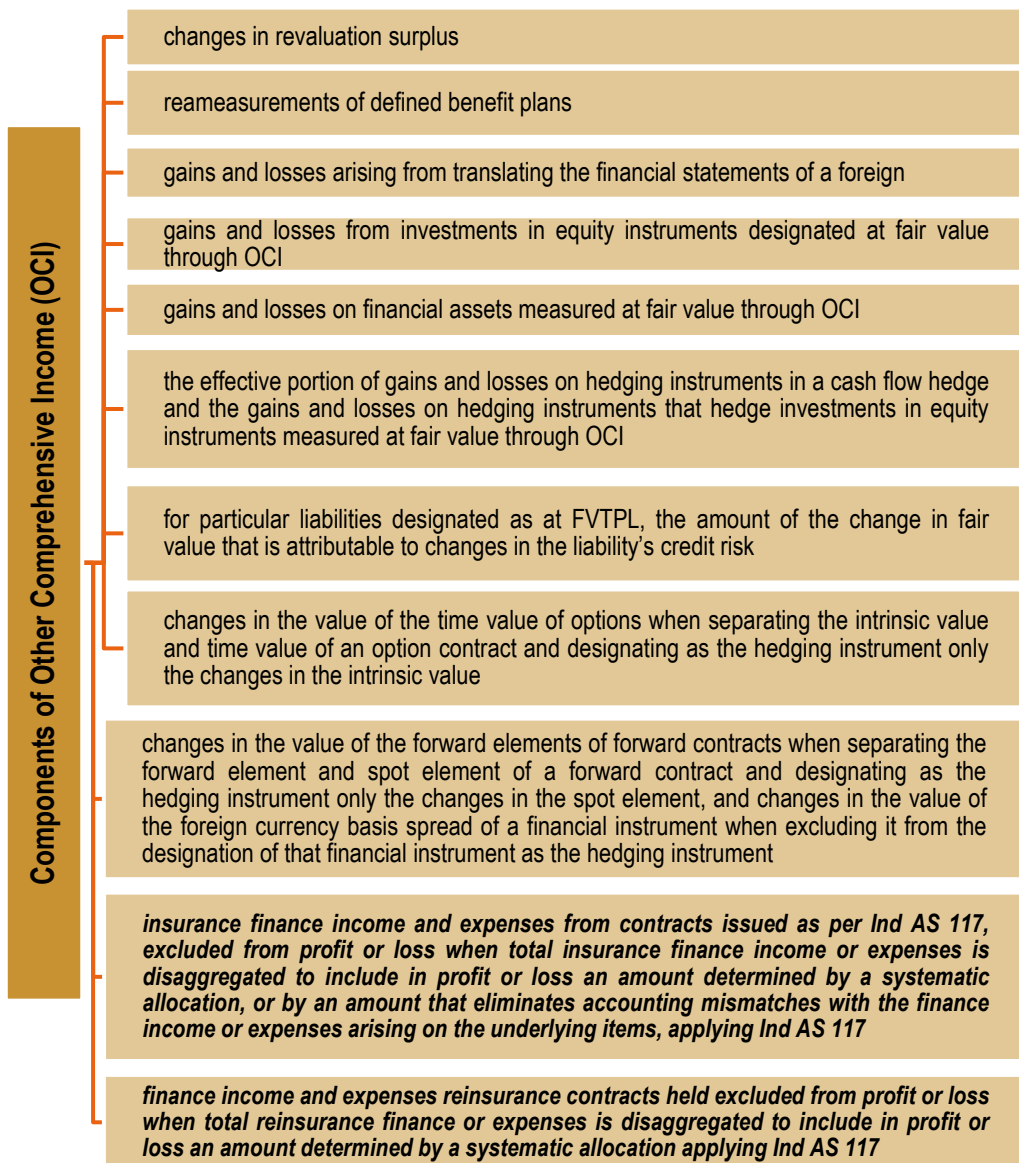 Components of Other Comprehensive Income (OCI)
changes in revaluation surplus
reameasurements of defined benefit plans
gains and losses arising from translating the financial statements of a foreign
gains and losses from investments in equity instruments designated at fair value
through OCI
gains and losses on financial assets measured at fair value through OCI
the effective portion of gains and losses on hedging instruments in a cash flow hedge
and the gains and losses on hedging instruments that hedge investments in equity
instruments measured at fair value through OCI
for particular liabilities designated as at FVTPL, the amount of the change in fair
value that is attributable to changes in the liability’s credit risk
changes in the value of the time value of options when separating the intrinsic value
and time value of an option contract and designating as the hedging instrument only
the changes in the intrinsic value
changes in the value of the forward elements of forward contracts when separating the
forward element and spot element of a forward contract and designating as the
hedging instrument only the changes in the spot element, and changes in the value of
the foreign currency basis spread of a financial instrument when excluding it from the
designation of that financial instrument as the hedging instrument
insurance finance income and expenses from contracts issued as per Ind AS 117,
excluded from profit or loss when total insurance finance income or expenses is
disaggregated to include in profit or loss an amount determined by a systematic
allocation, or by an amount that eliminates accounting mismatches with the finance
income or expenses arising on the underlying items, applying Ind AS 117
finance income and expenses reinsurance contracts held excluded from profit or loss
when total reinsurance finance or expenses is disaggregated to include in profit or
loss an amount determined by a systematic allocation applying Ind AS 117